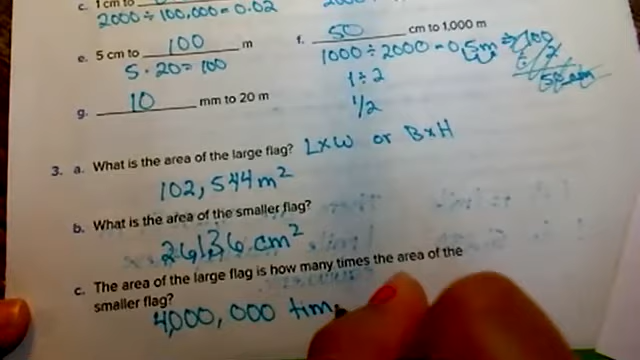 c. 1 cm to
2000 ÷ 100,000 = 0.02
e. 5 cm to 100 m
f. 50 cm to 1,000 m
5 · 20 = 100
1000 ÷ 2000 = 0.5m
1 ÷ 2
1/2
g. 10 mm to 20 m
3. a. What is the area of the large flag? L×W or B×H
102,544 m²
b. What is the area of the smaller flag?
26136 cm²
c. The area of the large flag is how many times the area of the
smaller flag?
4,000,000 tim